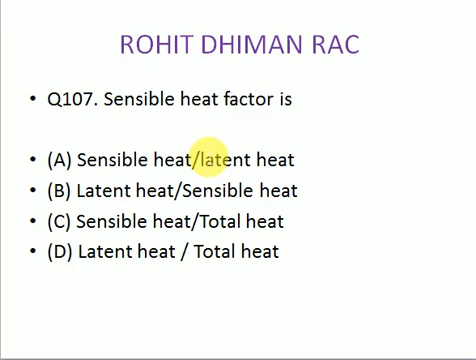 ROHIT DHIMAN RAC
• Q107. Sensible heat factor is
• (A) Sensible heat/latent heat
• (B) Latent heat/Sensible heat
• (C) Sensible heat/Total heat
• (D) Latent heat / Total heat